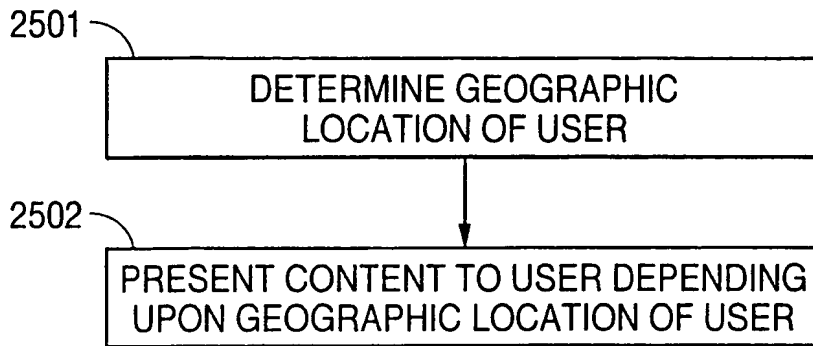 2501
DETERMINE GEOGRAPHIC
LOCATION OF USER
2502
PRESENT CONTENT TO USER DEPENDING
UPON GEOGRAPHIC LOCATION OF USER